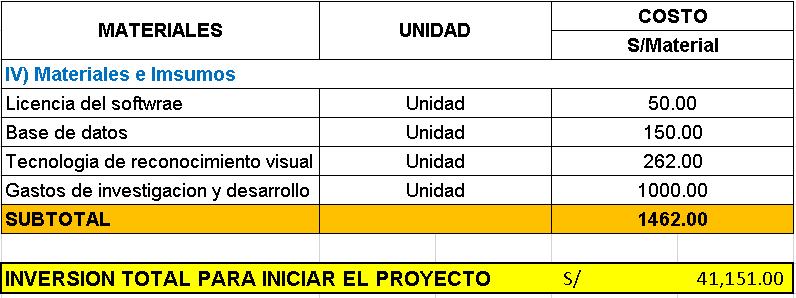 MATERIALES UNIDAD COSTO
S/Material
IV) Materiales e Imsumos
Licencia del softwrae Unidad 50.00
Base de datos Unidad 150.00
Tecnologia de reconocimiento visual Unidad 262.00
Gastos de investigacion y desarrollo Unidad 1000.00
SUBTOTAL 1462.00
INVERSION TOTAL PARA INICIAR EL PROYECTO S/ 41,151.00